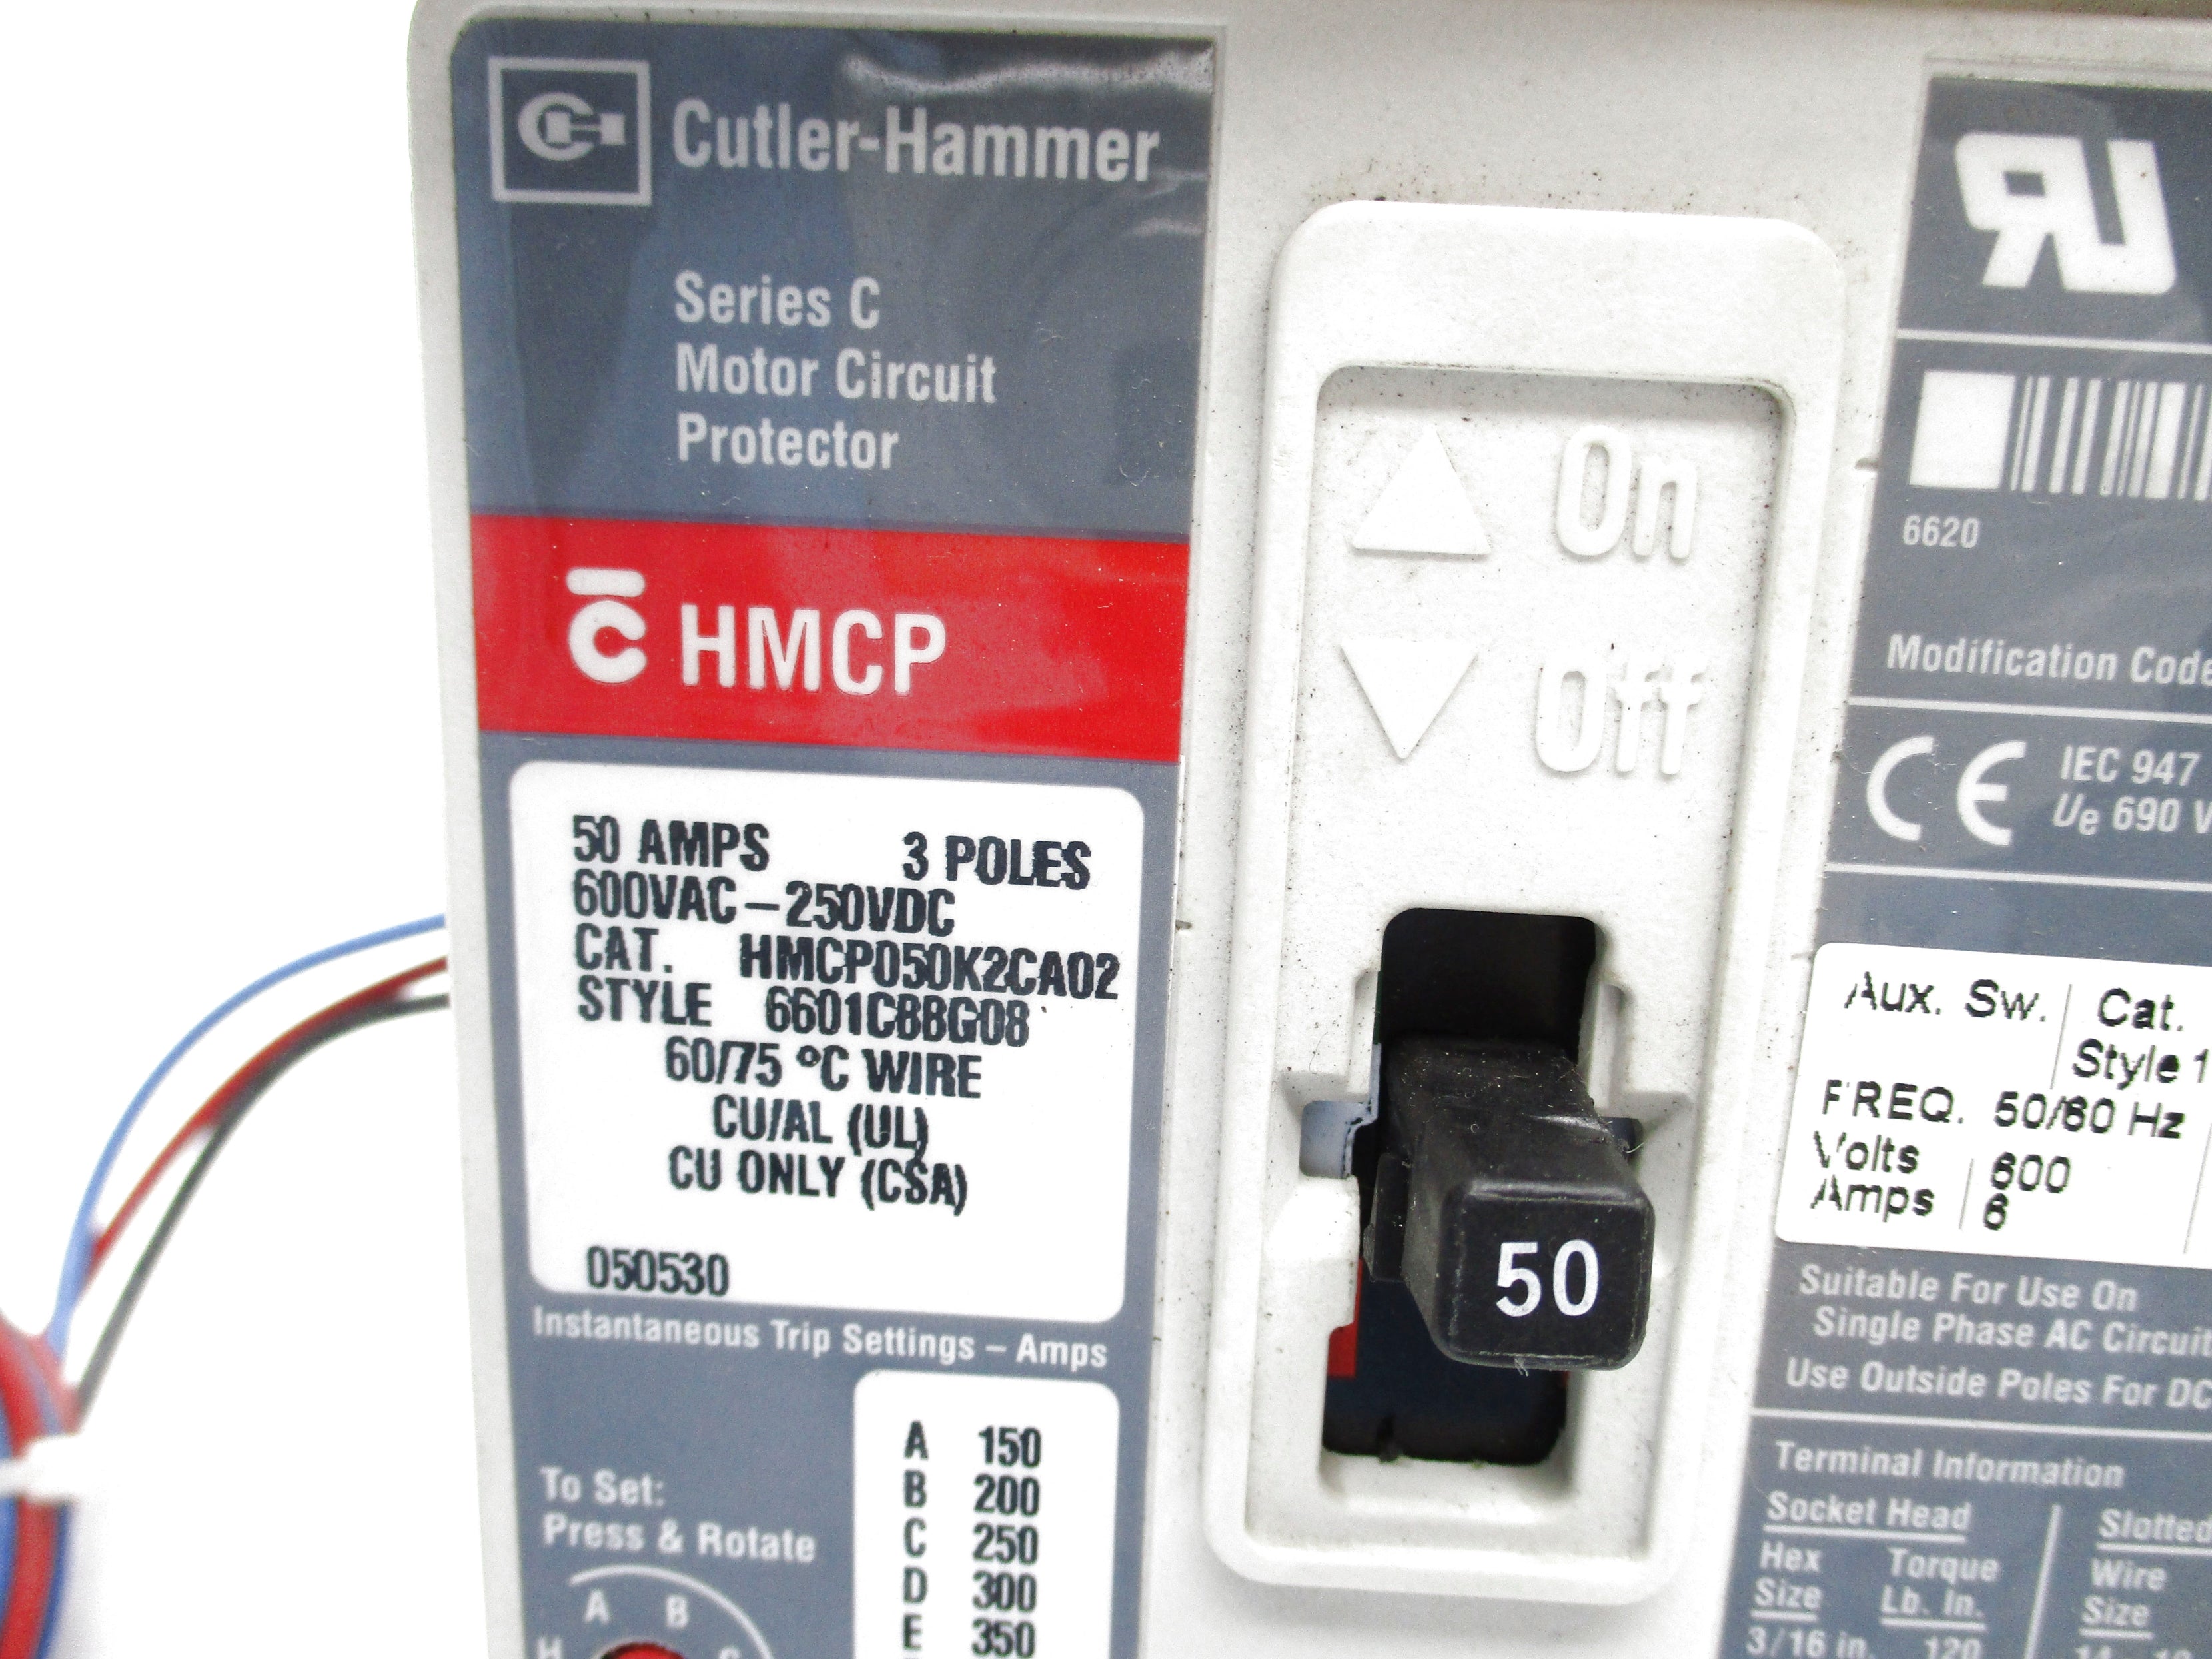 Cutler-Hammer
Series C
Motor Circuit
Protector
HMCP
50 AMPS 3 POLES
600VAC-250VDC
CAT. HMCP050K2CA02
STYLE 6601C88G08
60/75 °C WIRE
CU/AL (UL)
CU ONLY (CSA)
050530
Instantaneous Trip Settings – Amps
A 150
B 200
C 250
D 300
E 350
To Set:
Press & Rotate
A B
H
On
Off
50
6620
Modification Code
CE IEC 947
Ue 690 V
Aux. Sw. Cat.
Style 1
FREQ. 50/60 Hz
Volts 600
Amps 6
Suitable For Use On
Single Phase AC Circuit
Use Outside Poles For DC
Terminal Information
Socket Head Slotted
Hex Torque Wire
Size Lb. In. Size
3/16 in. 120